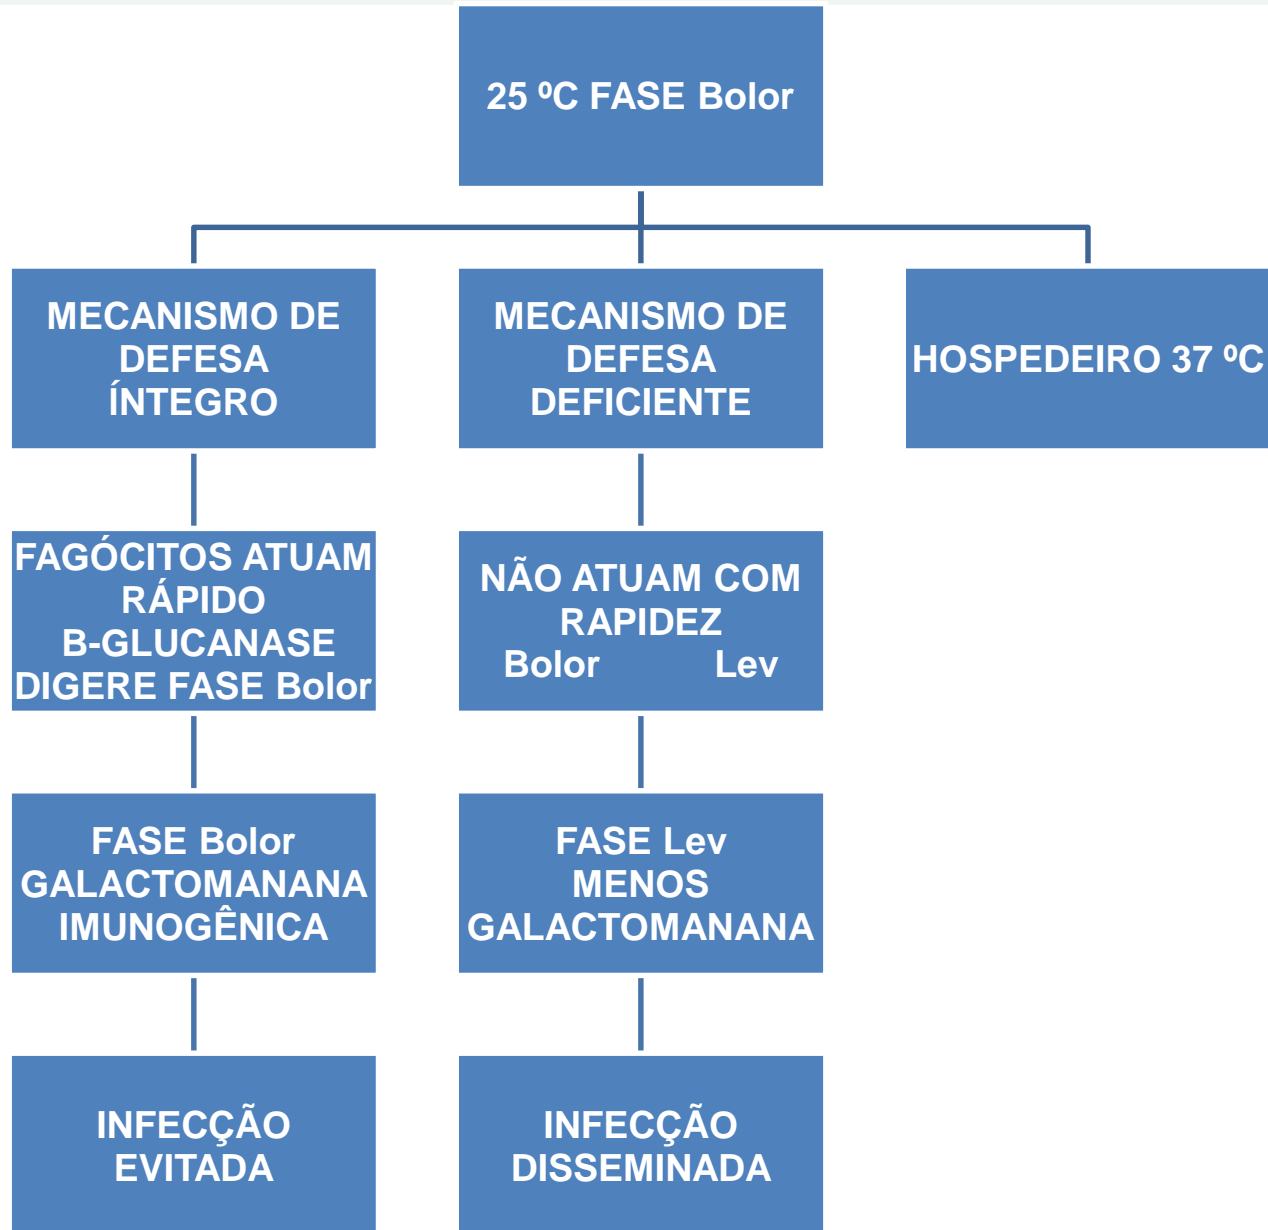 25 ºC FASE Bolor
MECANISMO DE
DEFESA
ÍNTEGRO
MECANISMO DE
DEFESA
DEFICIENTE
HOSPEDEIRO 37 ºC
FAGÓCITOS ATUAM
RÁPIDO
B-GLUCANASE
DIGERE FASE Bolor
NÃO ATUAM COM
RAPIDEZ
Bolor Lev
FASE Bolor
GALACTOMANANA
IMUNOGÊNICA
FASE Lev
MENOS
GALACTOMANANA
INFECÇÃO
EVITADA
INFECÇÃO
DISSEMINADA